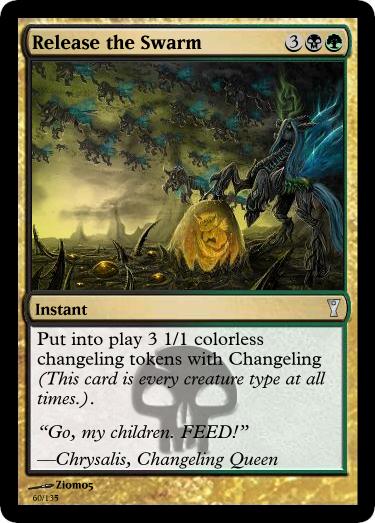 Release the Swarm 3
Instant
Put into play 3 1/1 colorless
changeling tokens with Changeling
(This card is every creature type at all
times.).
“Go, my children. FEED!”
—Chrysalis, Changeling Queen
Ziomo5
60/135